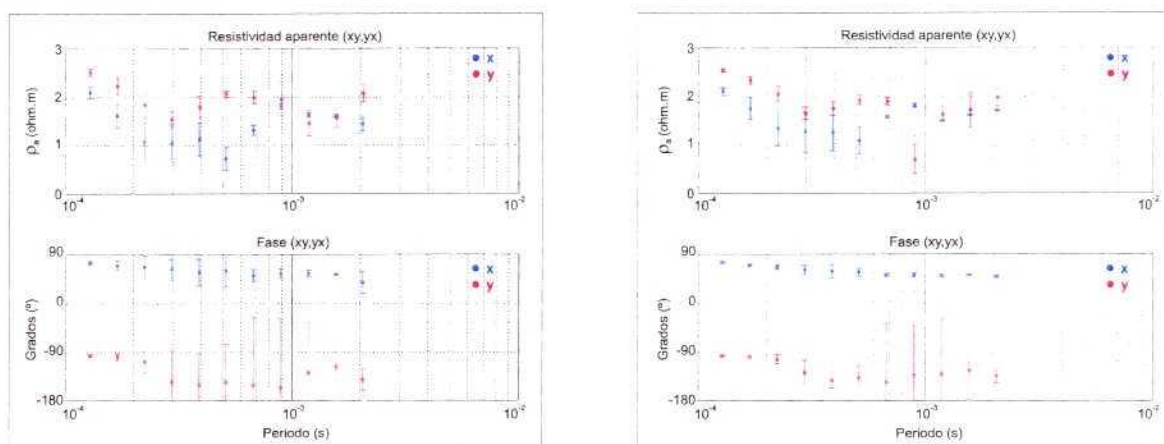 Resistividad aparente (xy,yx)
3
x
y
2
ρa (ohm.m)
1
0
10-4
10-3
10-2
Fase (xy,yx)
90
x
y
0
Grados (º)
-90
-180
10-4
10-3
10-2
Periodo (s)
Resistividad aparente (xy,yx)
3
x
y
2
ρa (ohm.m)
1
0
10-4
10-3
10-2
Fase (xy,yx)
90
x
y
0
Grados (º)
-90
-180
10-4
10-3
10-2
Periodo (s)